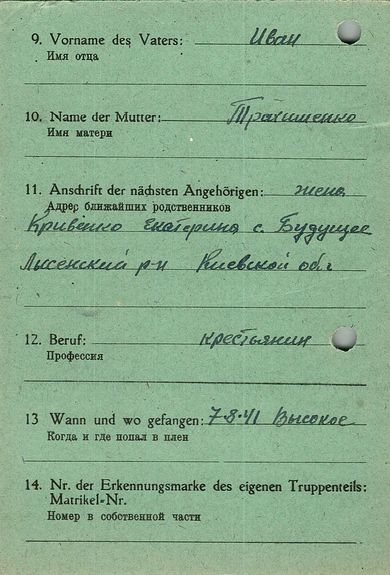 9. Vorname des Vaters: Иван
Имя отца
10. Name der Mutter: Трахименко
Имя матери
11. Anschrift der nächsten Angehörigen: жена
Адрес ближайших родственников
Кривенко Екатерина с. Будущее
Лысенский р-н Киевской обл
12. Beruf: крестьянин
Профессия
13 Wann und wo gefangen: 7-8-41 Высокое
Когда и где попал в плен
14. Nr. der Erkennungsmarke des eigenen Truppenteils:
Matrikel-Nr.
Номер в собственной части